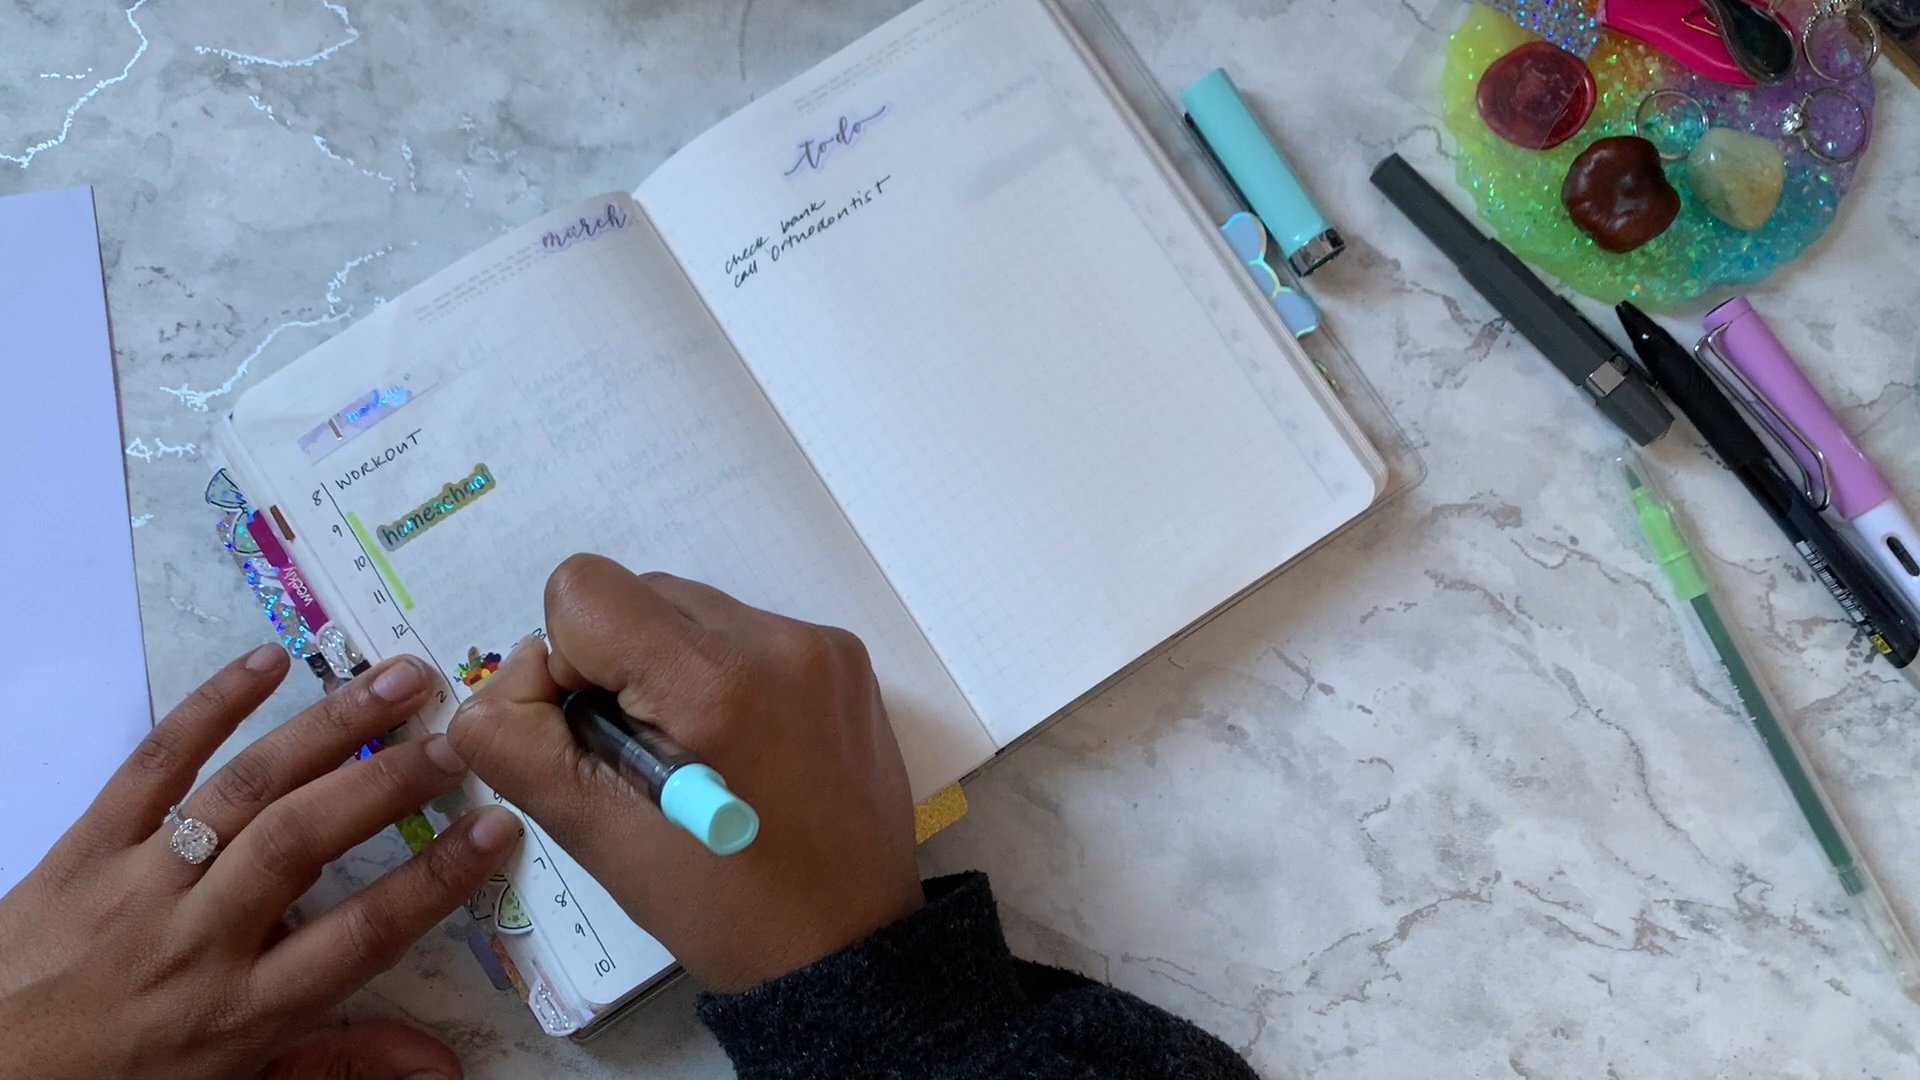 march
1 monday
WORKOUT
8
homeschool
9
10
11
12
2
7
8
9
10
weekly
to do
check bank
call orthodontist